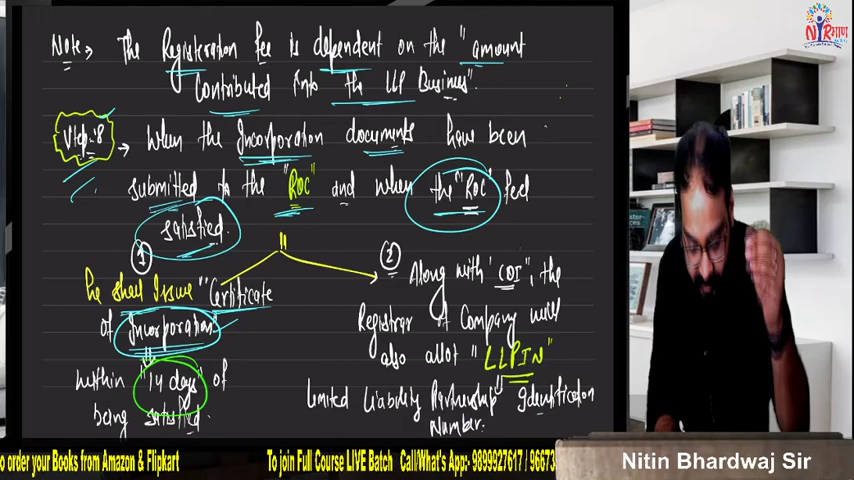 Note → The Registeration fee is dependent on the "amount
Contributed into the LLP Business".
Step:8 → When the Incorporation documents have been
submitted to the "ROC" and when the "ROC" feel
satisfied.
①
he shall Issue "Certificate
of Incorporation"
within "14 days" of
being satisfied.
②
Along with "COI", the
Registrar of Company will
also allot "LLPIN"
Limited Liability Partnership Identification
Number.
NIRमाण
o order your Books from Amazon & Flipkart
To join Full Course LIVE Batch Call/What's App:- 9899927617 / 96673
Nitin Bhardwaj Sir